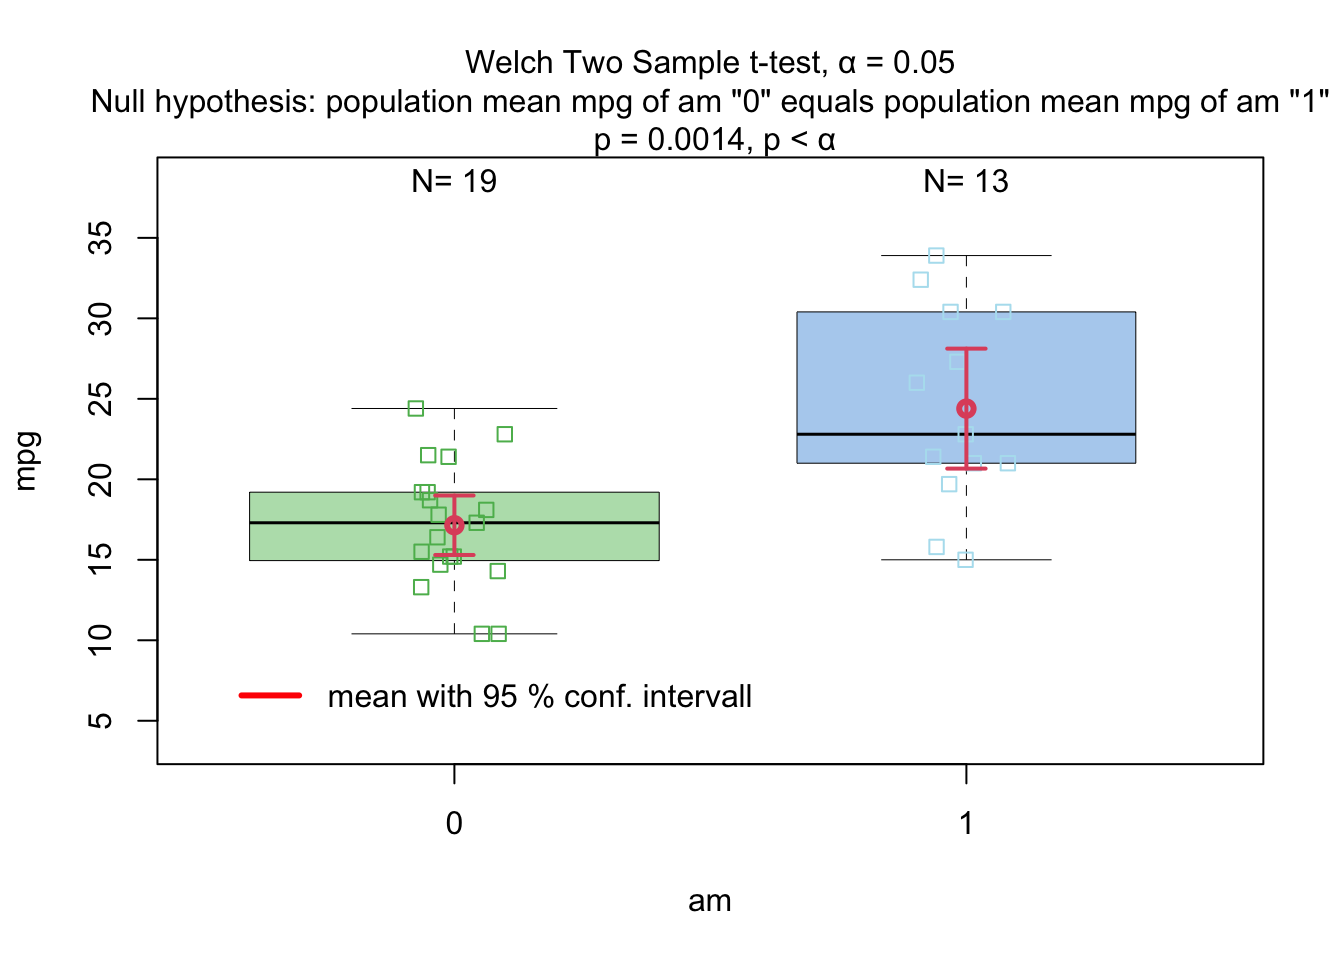 Welch Two Sample t-test, α = 0.05
Null hypothesis: population mean mpg of am "0" equals population mean mpg of am "1"
p = 0.0014, p < α
N= 19
N= 13
35
30
25
20
15
10
5
mpg
mean with 95 % conf. intervall
0
1
am